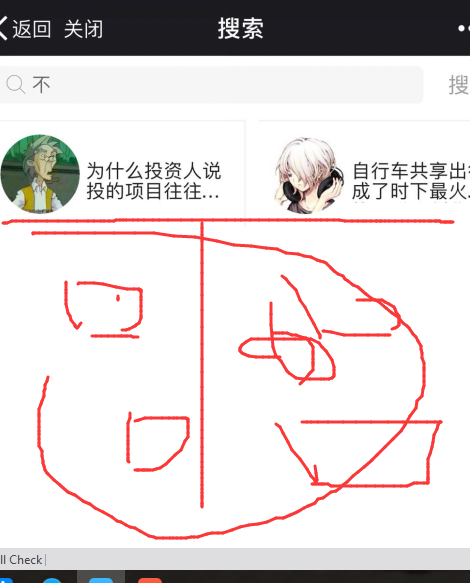 返回 关闭 搜索
不 搜
为什么投资人说
投的项目往往...
自行车共享出
成了时下最火
ll Check